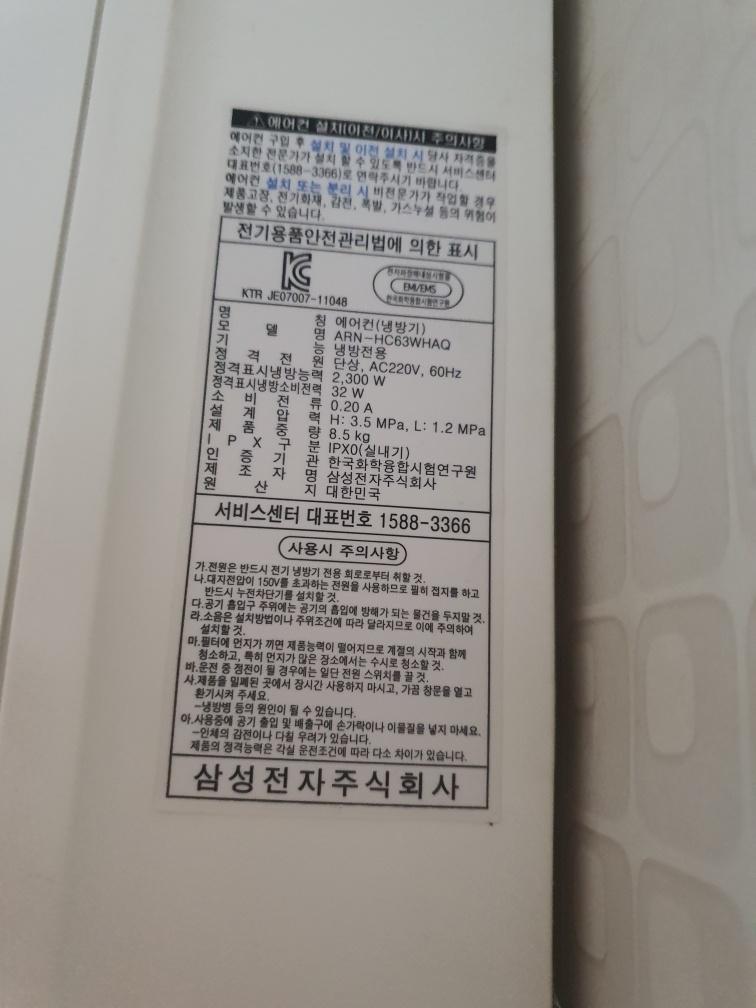 에어컨 설치(이전/이사)시 주의사항
에어컨 구입 후 설치 및 이전 설치 시 당사 자격증을
소지한 전문가가 설치 할 수 있도록 반드시 서비스센터
대표번호(1588-3366)로 연락주시기 바랍니다.
에어컨 설치 또는 분리 시 비전문가가 작업할 경우
제품고장, 전기화재, 감전, 폭발, 가스누설 등의 위험이
발생할 수 있습니다.
전기용품안전관리법에 의한 표시
KTR JE07007-11048
전자파장해내성시험필
EMI/EMS
한국화학융합시험연구원
명 칭 에어컨(냉방기)
모 델 명 ARN-HC63WHAQ
기 능 냉방전용
정 격 전 원 단상, AC220V, 60Hz
정격표시냉방능력 2,300 W
정격표시냉방소비전력 32 W
소 비 전 류 0.20 A
설 계 압 력 H: 3.5 MPa, L: 1.2 MPa
제 품 중 량 8.5 kg
I P X 구 분 IPX0(실내기)
인 증 기 관 한국화학융합시험연구원
제 조 자 명 삼성전자주식회사
원 산 지 대한민국
서비스센터 대표번호 1588-3366
사용시 주의사항
가.전원은 반드시 전기 냉방기 전용 회로로부터 취할 것.
나.대지전압이 150V를 초과하는 전원을 사용하므로 필히 접지를 하고
반드시 누전차단기를 설치할 것.
다.공기 흡입구 주위에는 공기의 흡입에 방해가 되는 물건을 두지말 것.
라.소음은 설치방법이나 주위조건에 따라 달라지므로 이에 주의하여
설치할 것.
마.필터에 먼지가 끼면 제품능력이 떨어지므로 계절의 시작과 함께
청소하고, 특히 먼지가 많은 장소에서는 수시로 청소할 것.
바.운전 중 정전이 될 경우에는 일단 전원 스위치를 끌 것.
사.제품을 밀폐된 곳에서 장시간 사용하지 마시고, 가끔 창문을 열고
환기시켜 주세요.
-냉방병 등의 원인이 될 수 있습니다.
아.사용중에 공기 출입 및 배출구에 손가락이나 이물질을 넣지 마세요.
-인체의 감전이나 다칠 우려가 있습니다.
제품의 정격능력은 각실 운전조건에 따라 다소 차이가 있습니다.
삼성전자주식회사